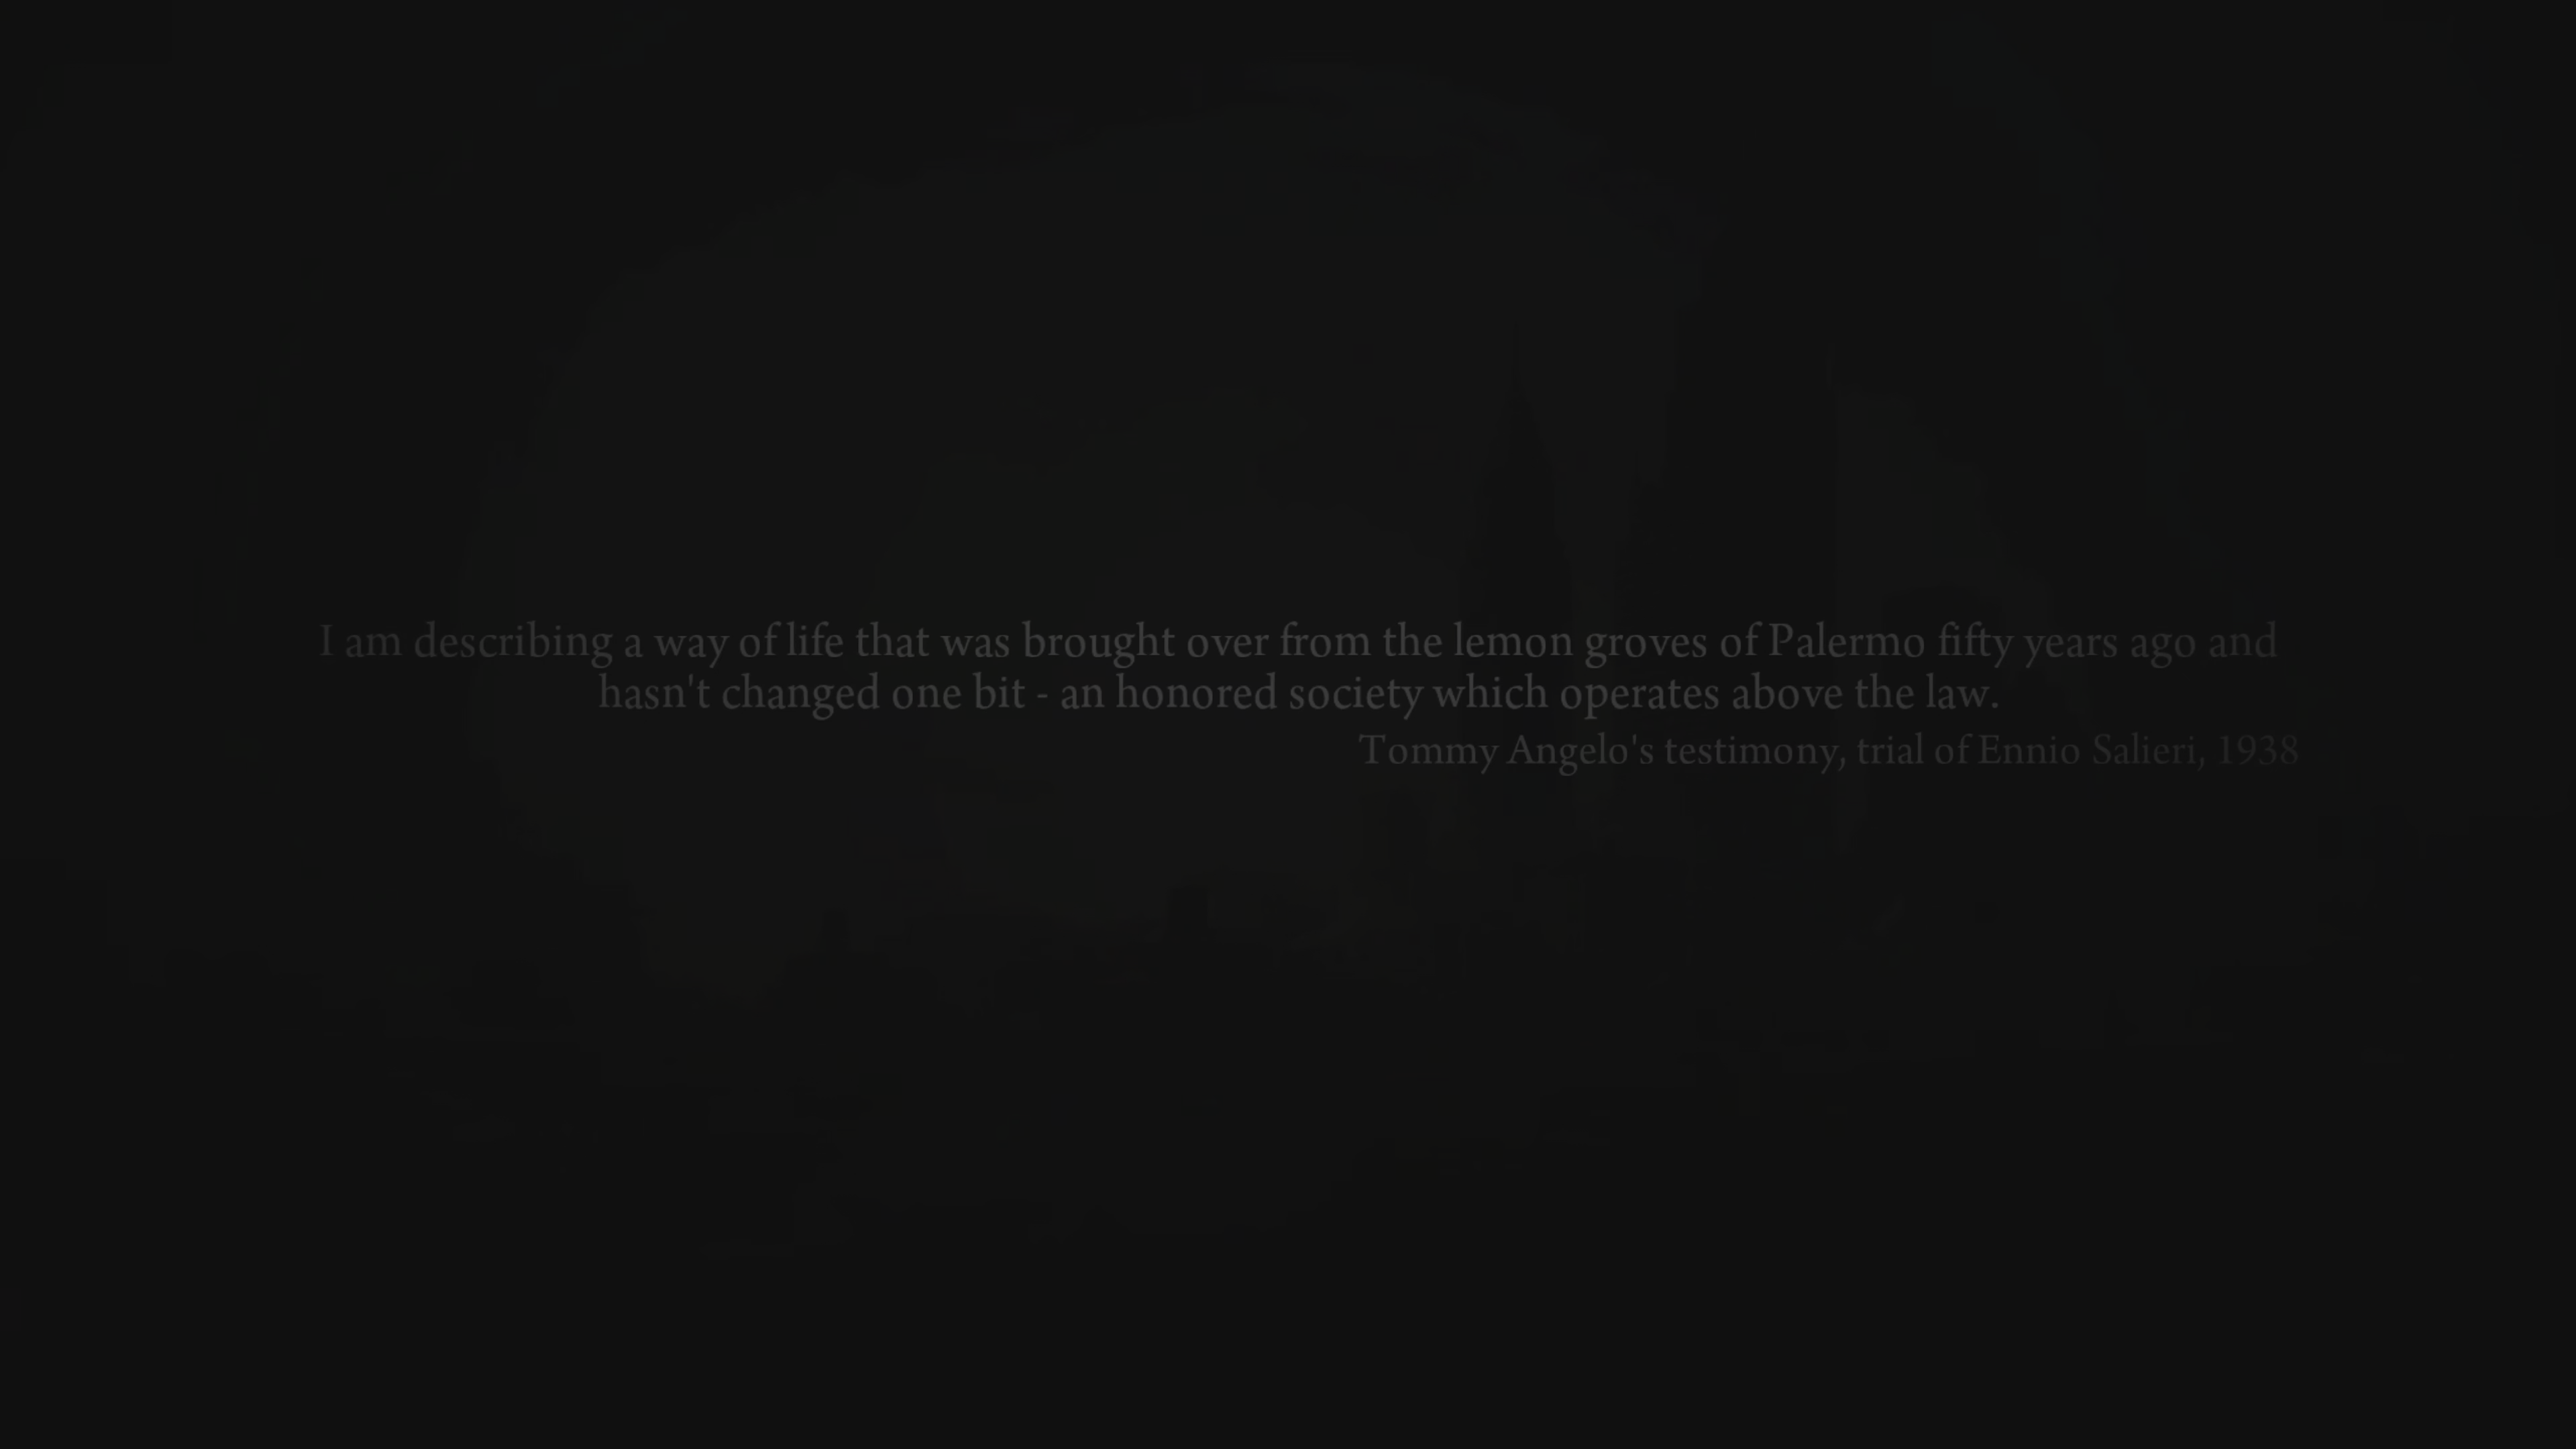 I am describing a way of life that was brought over from the lemon groves of Palermo fifty years ago and
hasn't changed one bit - an honored society which operates above the law.
Tommy Angelo's testimony, trial of Ennio Salieri, 1938